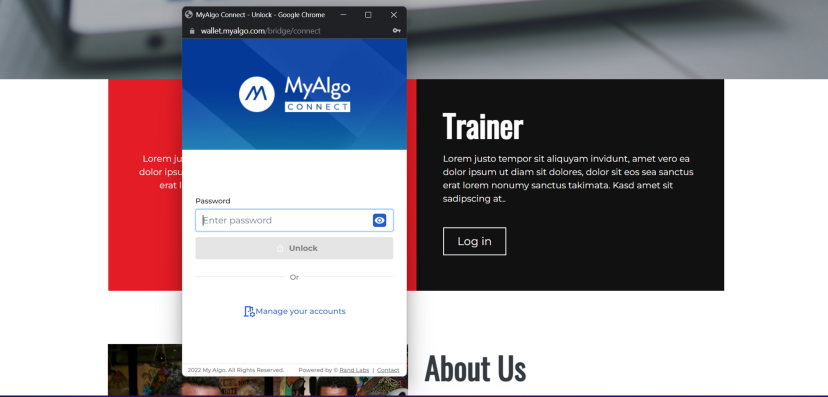 MyAlgo Connect - Unlock - Google Chrome
wallet.myalgo.com/bridge/connect
MyAlgo
CONNECT
Password
Enter password
Unlock
Or
Manage your accounts
2022 My Algo. All Rights Reserved. Powered by © Rand Labs | Contact
Lorem ju
dolor ipsu
erat l
Trainer
Lorem justo tempor sit aliquyam invidunt, amet vero ea
dolor ipsum ut diam sit dolores, dolor sit eos sea sanctus
erat lorem nonumy sanctus takimata. Kasd amet sit
sadipscing at..
Log in
About Us